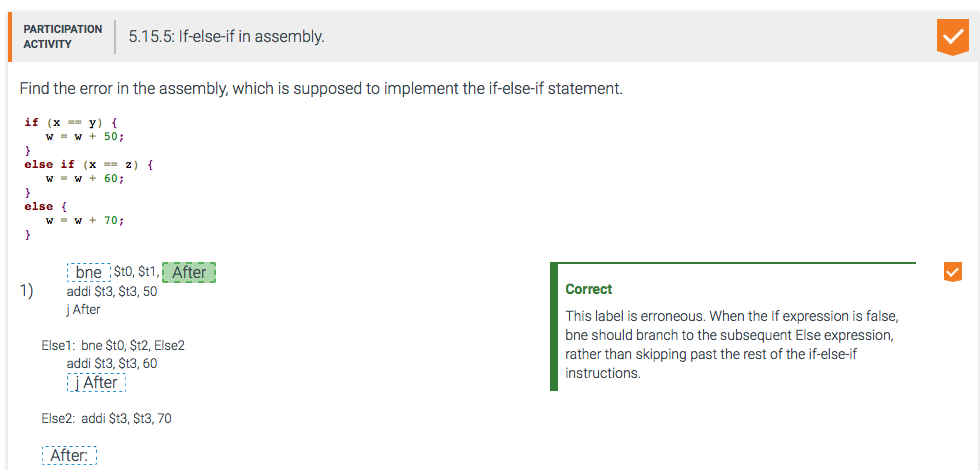 PARTICIPATION
ACTIVITY
5.15.5: If-else-if in assembly.
Find the error in the assembly, which is supposed to implement the if-else-if statement.
if (x == y) {
w = w + 50;
}
else if (x == z) {
w = w + 60;
}
else {
w = w + 70;
}
1)
bne $t0, $t1, After
addi $t3, $t3, 50
j After
Else1: bne $t0, $t2, Else2
addi $t3, $t3, 60
j After
Else2: addi $t3, $t3, 70
After:
Correct
This label is erroneous. When the If expression is false,
bne should branch to the subsequent Else expression,
rather than skipping past the rest of the if-else-if
instructions.